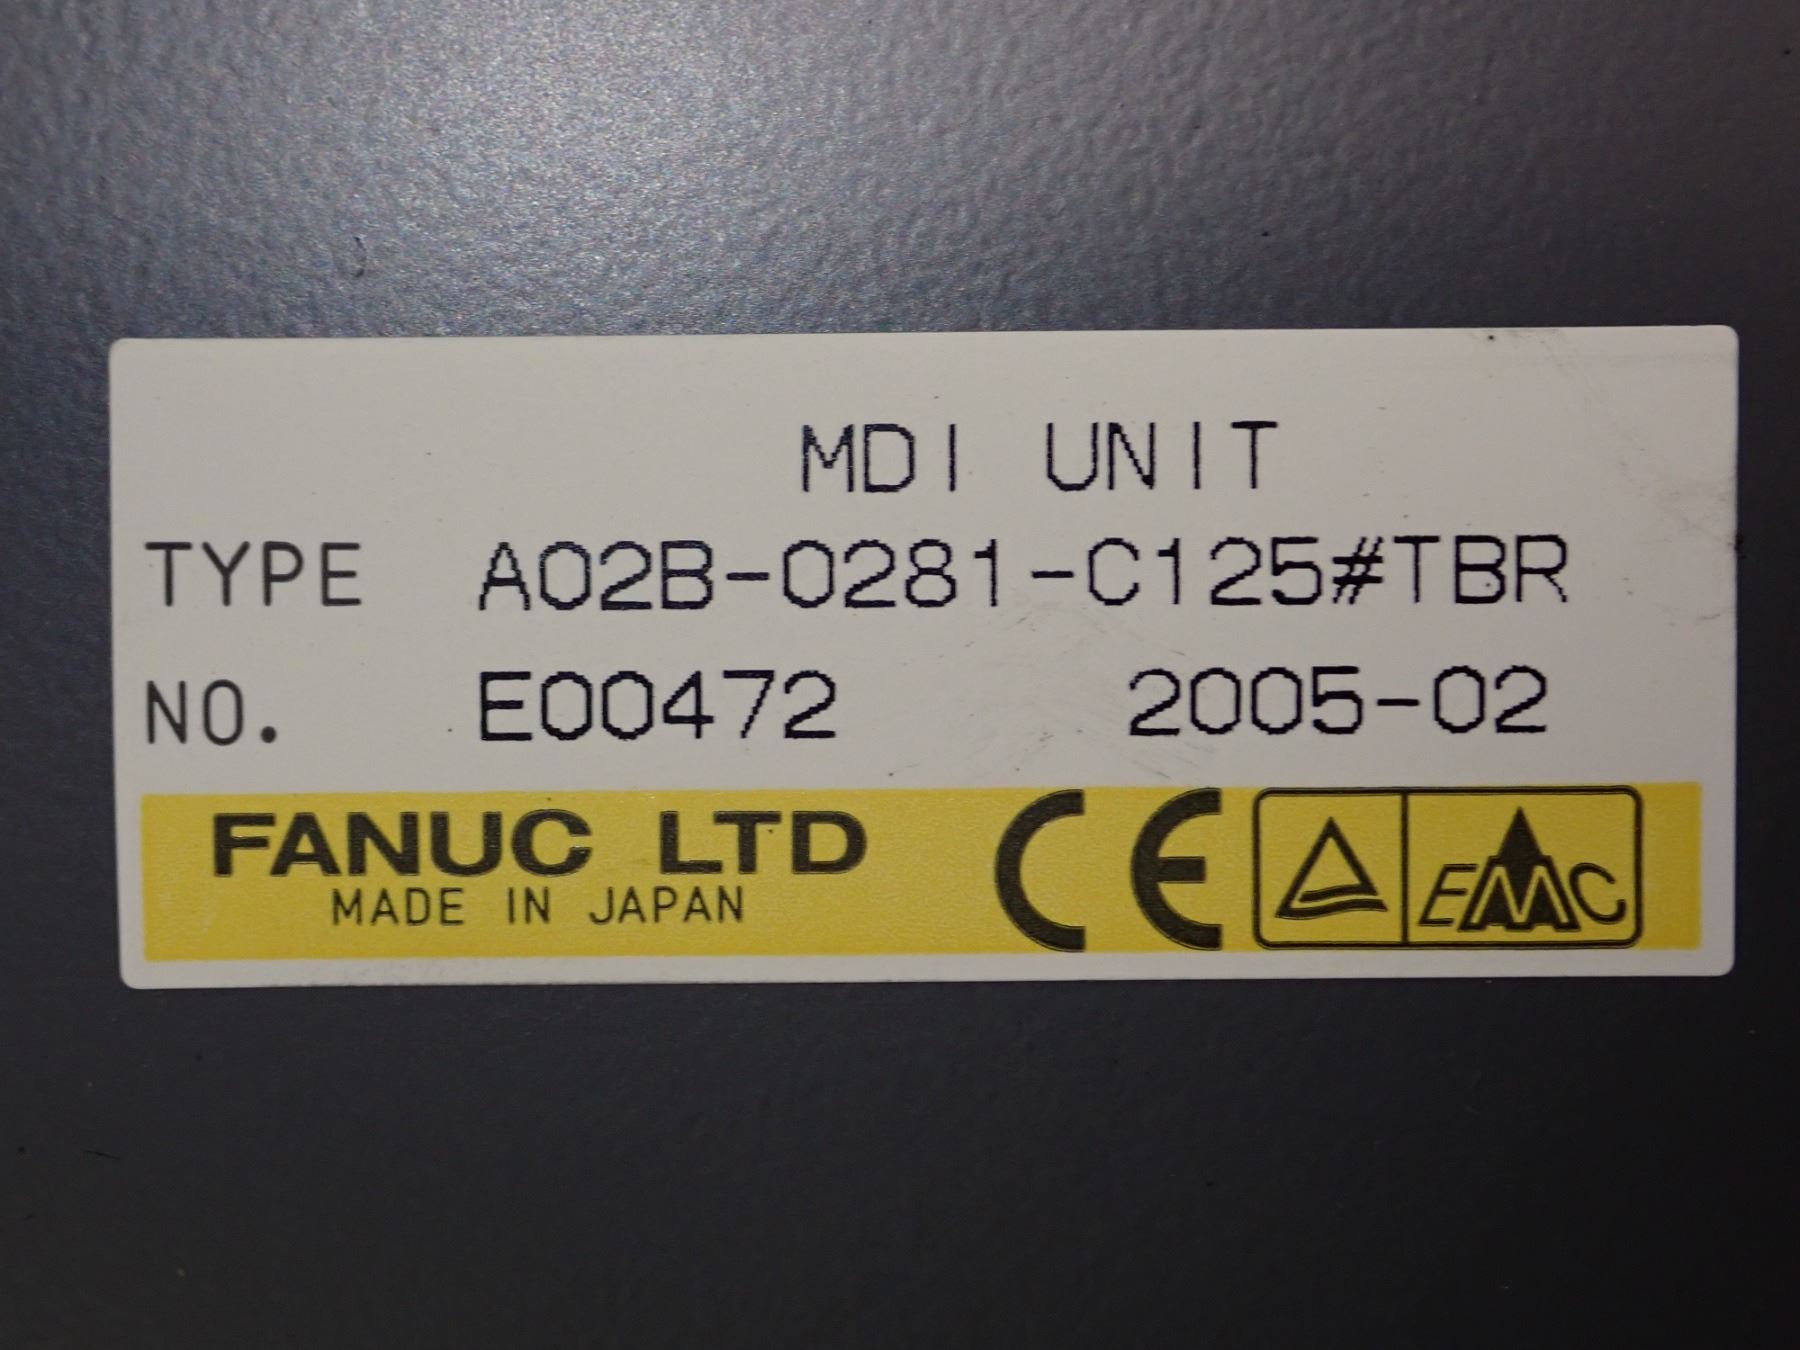 MDI UNIT
TYPE A02B-0281-C125#TBR
NO. E00472 2005-02
FANUC LTD
MADE IN JAPAN
CE
EMC